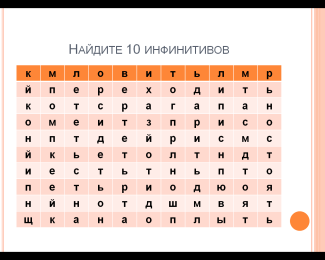 Найдите 10 инфинитивов
к м л о в и т ь л м р
й п е р е х о д и т ь
к о т с р а г а п а н
о м е и т з п р и с о
н п т д е й р и с м с
й к ь е т о л т н д т
и е с т ь т н ь п т о
п е т ь р и о д ю о я
н й н о т д ш м в я т
щ к а н а о п л ы т ь